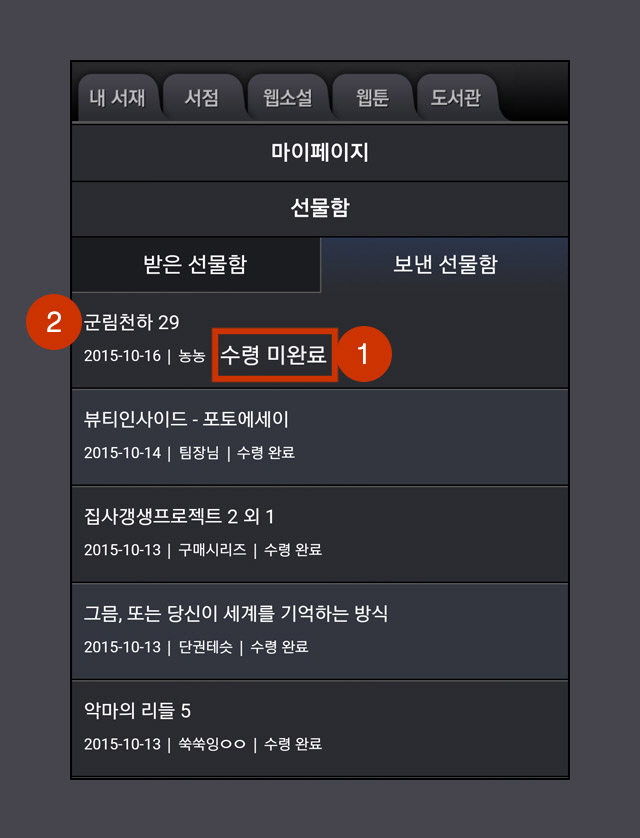 내 서재 서점 웹소설 웹툰 도서관
마이페이지
선물함
받은 선물함 보낸 선물함
2 군림천하 29
2015-10-16 | 농농 수령 미완료 1
뷰티인사이드 - 포토에세이
2015-10-14 | 팀장님 | 수령 완료
집사갱생프로젝트 2 외 1
2015-10-13 | 구매시리즈 | 수령 완료
그믐, 또는 당신이 세계를 기억하는 방식
2015-10-13 | 단권테슷 | 수령 완료
악마의 리들 5
2015-10-13 | 쑥쑥잉ㅇㅇ | 수령 완료